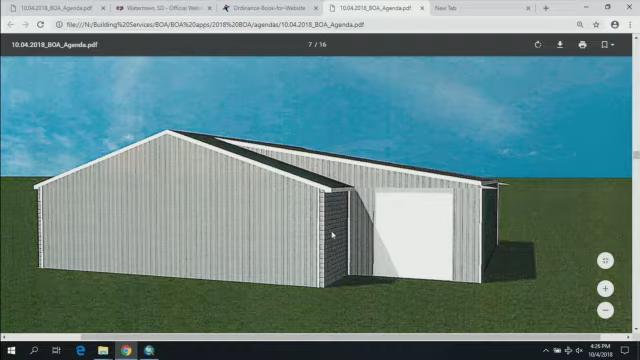 10.04.2018_BOA_Agenda.pdf
Watertown, SD - Official Webs
Ordinance-Book-for-Website
10.04.2018_BOA_Agenda.pdf
New Tab
file:///N:/Building%20Services/BOA/BOA%20apps/2018%20BOA/agendas/10.04.2018_BOA_Agenda.pdf
10.04.2018_BOA_Agenda.pdf
7 / 16
4:26 PM
10/4/2018